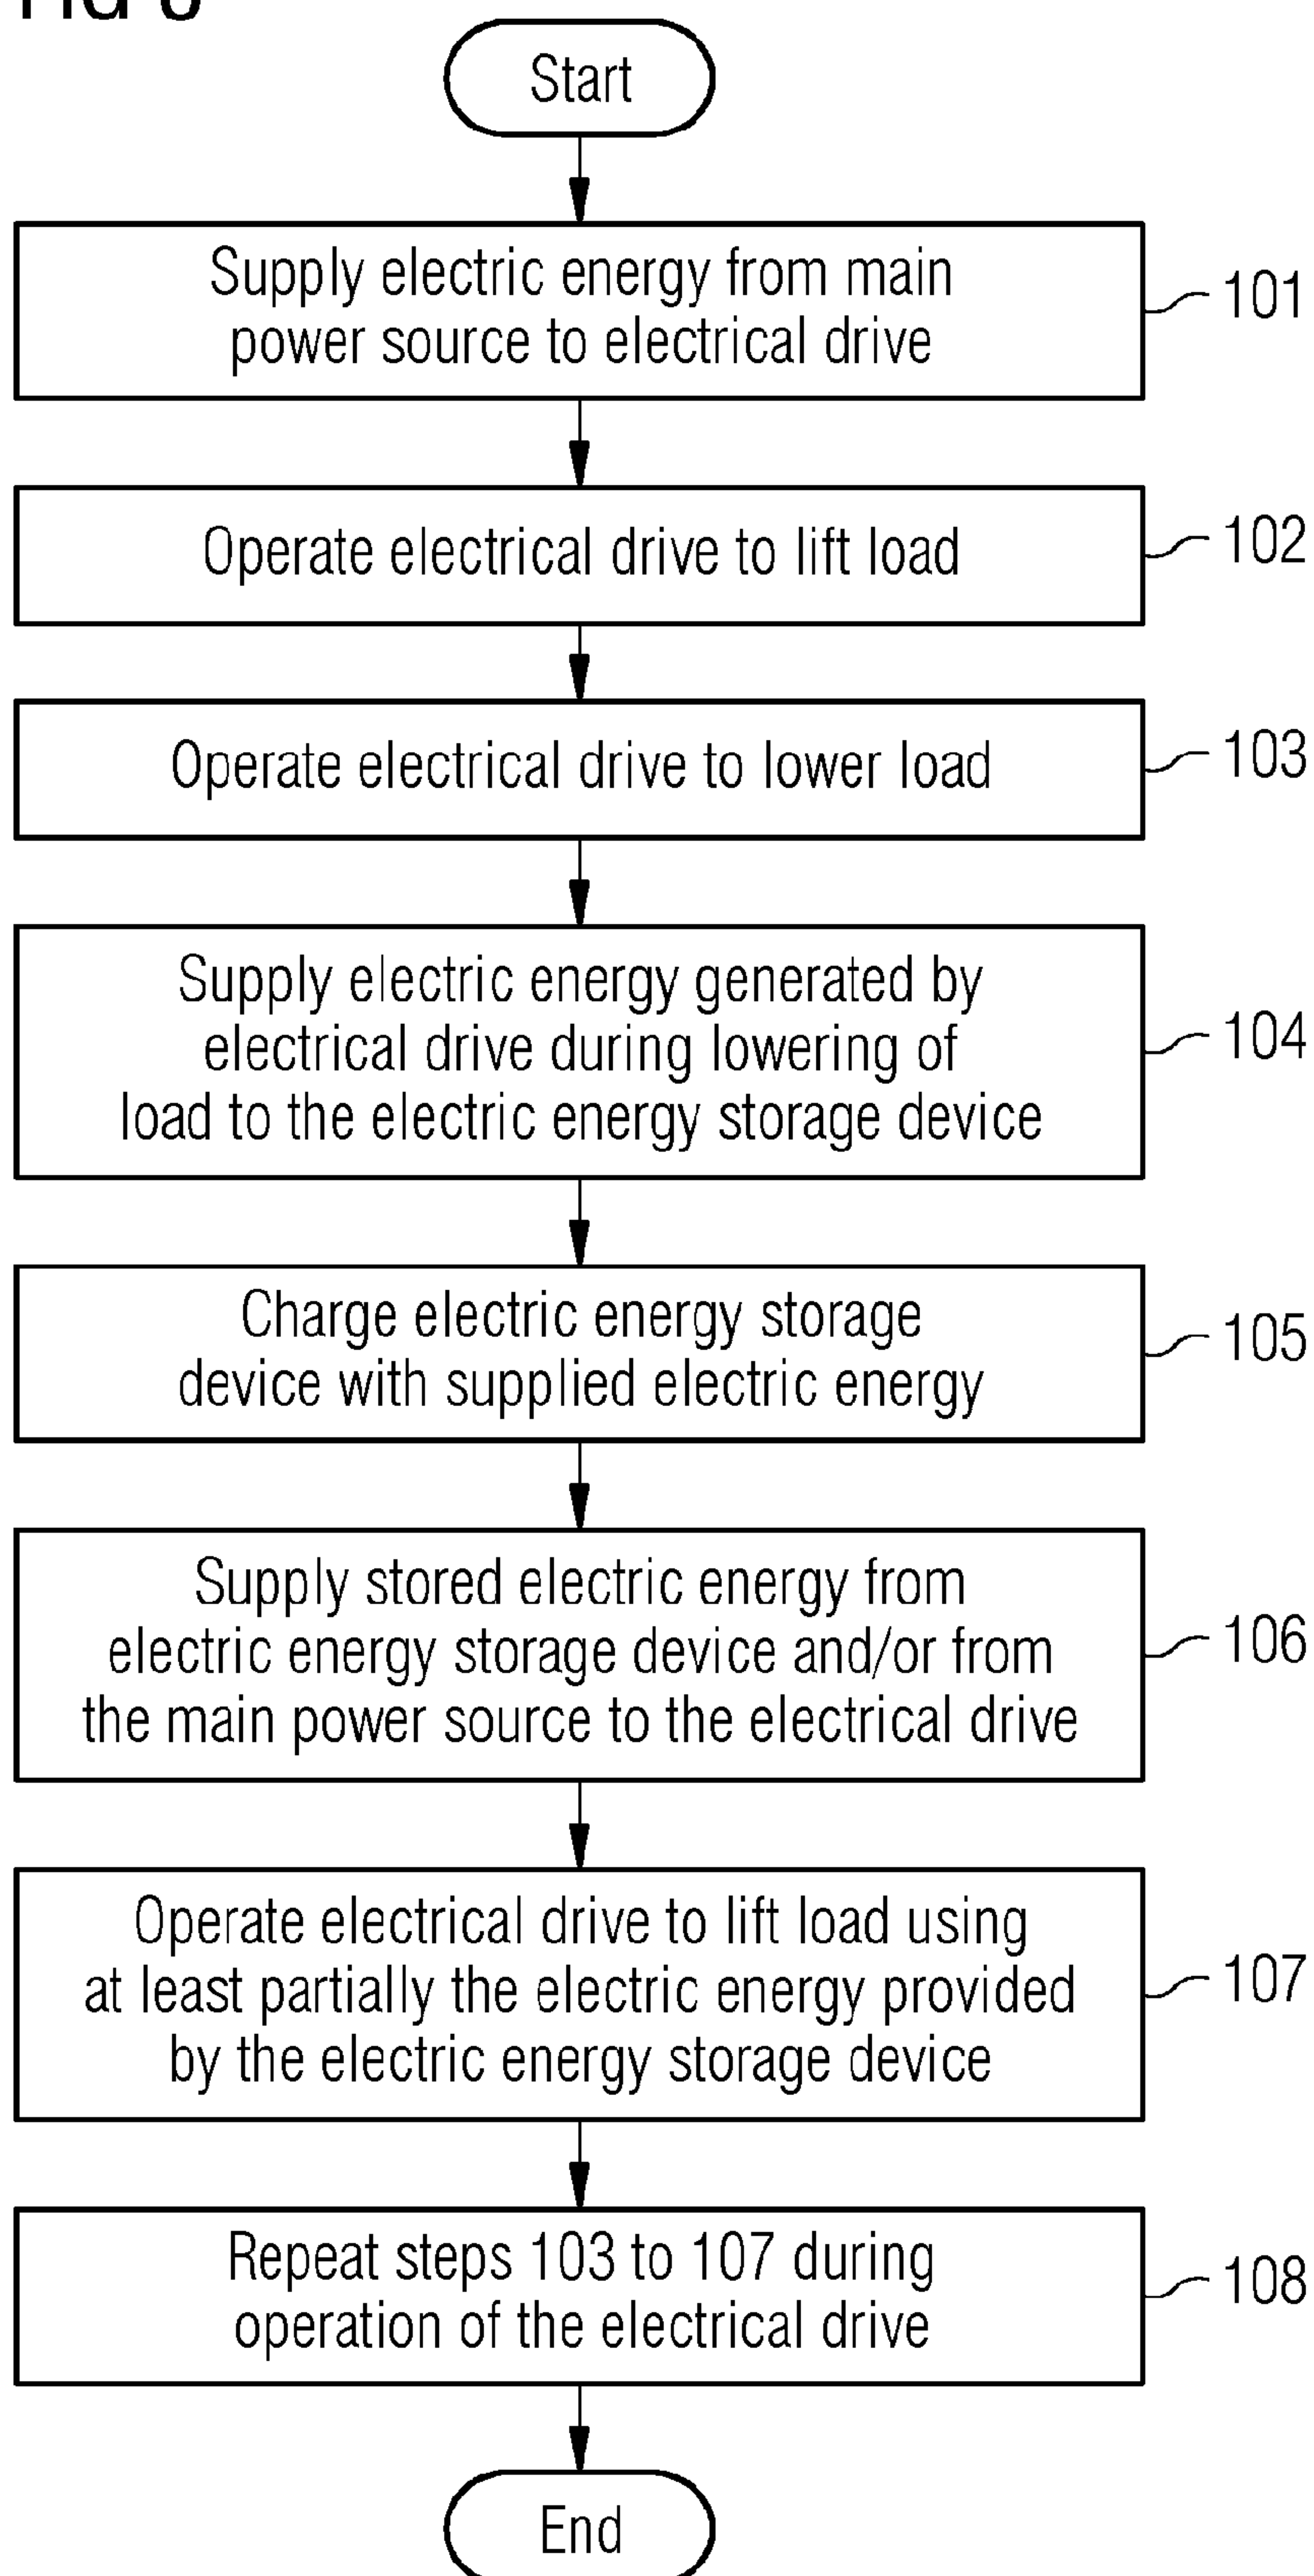 Start
Supply electric energy from main
power source to electrical drive
101
Operate electrical drive to lift load
102
Operate electrical drive to lower load
103
Supply electric energy generated by
electrical drive during lowering of
load to the electric energy storage device
104
Charge electric energy storage
device with supplied electric energy
105
Supply stored electric energy from
electric energy storage device and/or from
the main power source to the electrical drive
106
Operate electrical drive to lift load using
at least partially the electric energy provided
by the electric energy storage device
107
Repeat steps 103 to 107 during
operation of the electrical drive
108
End